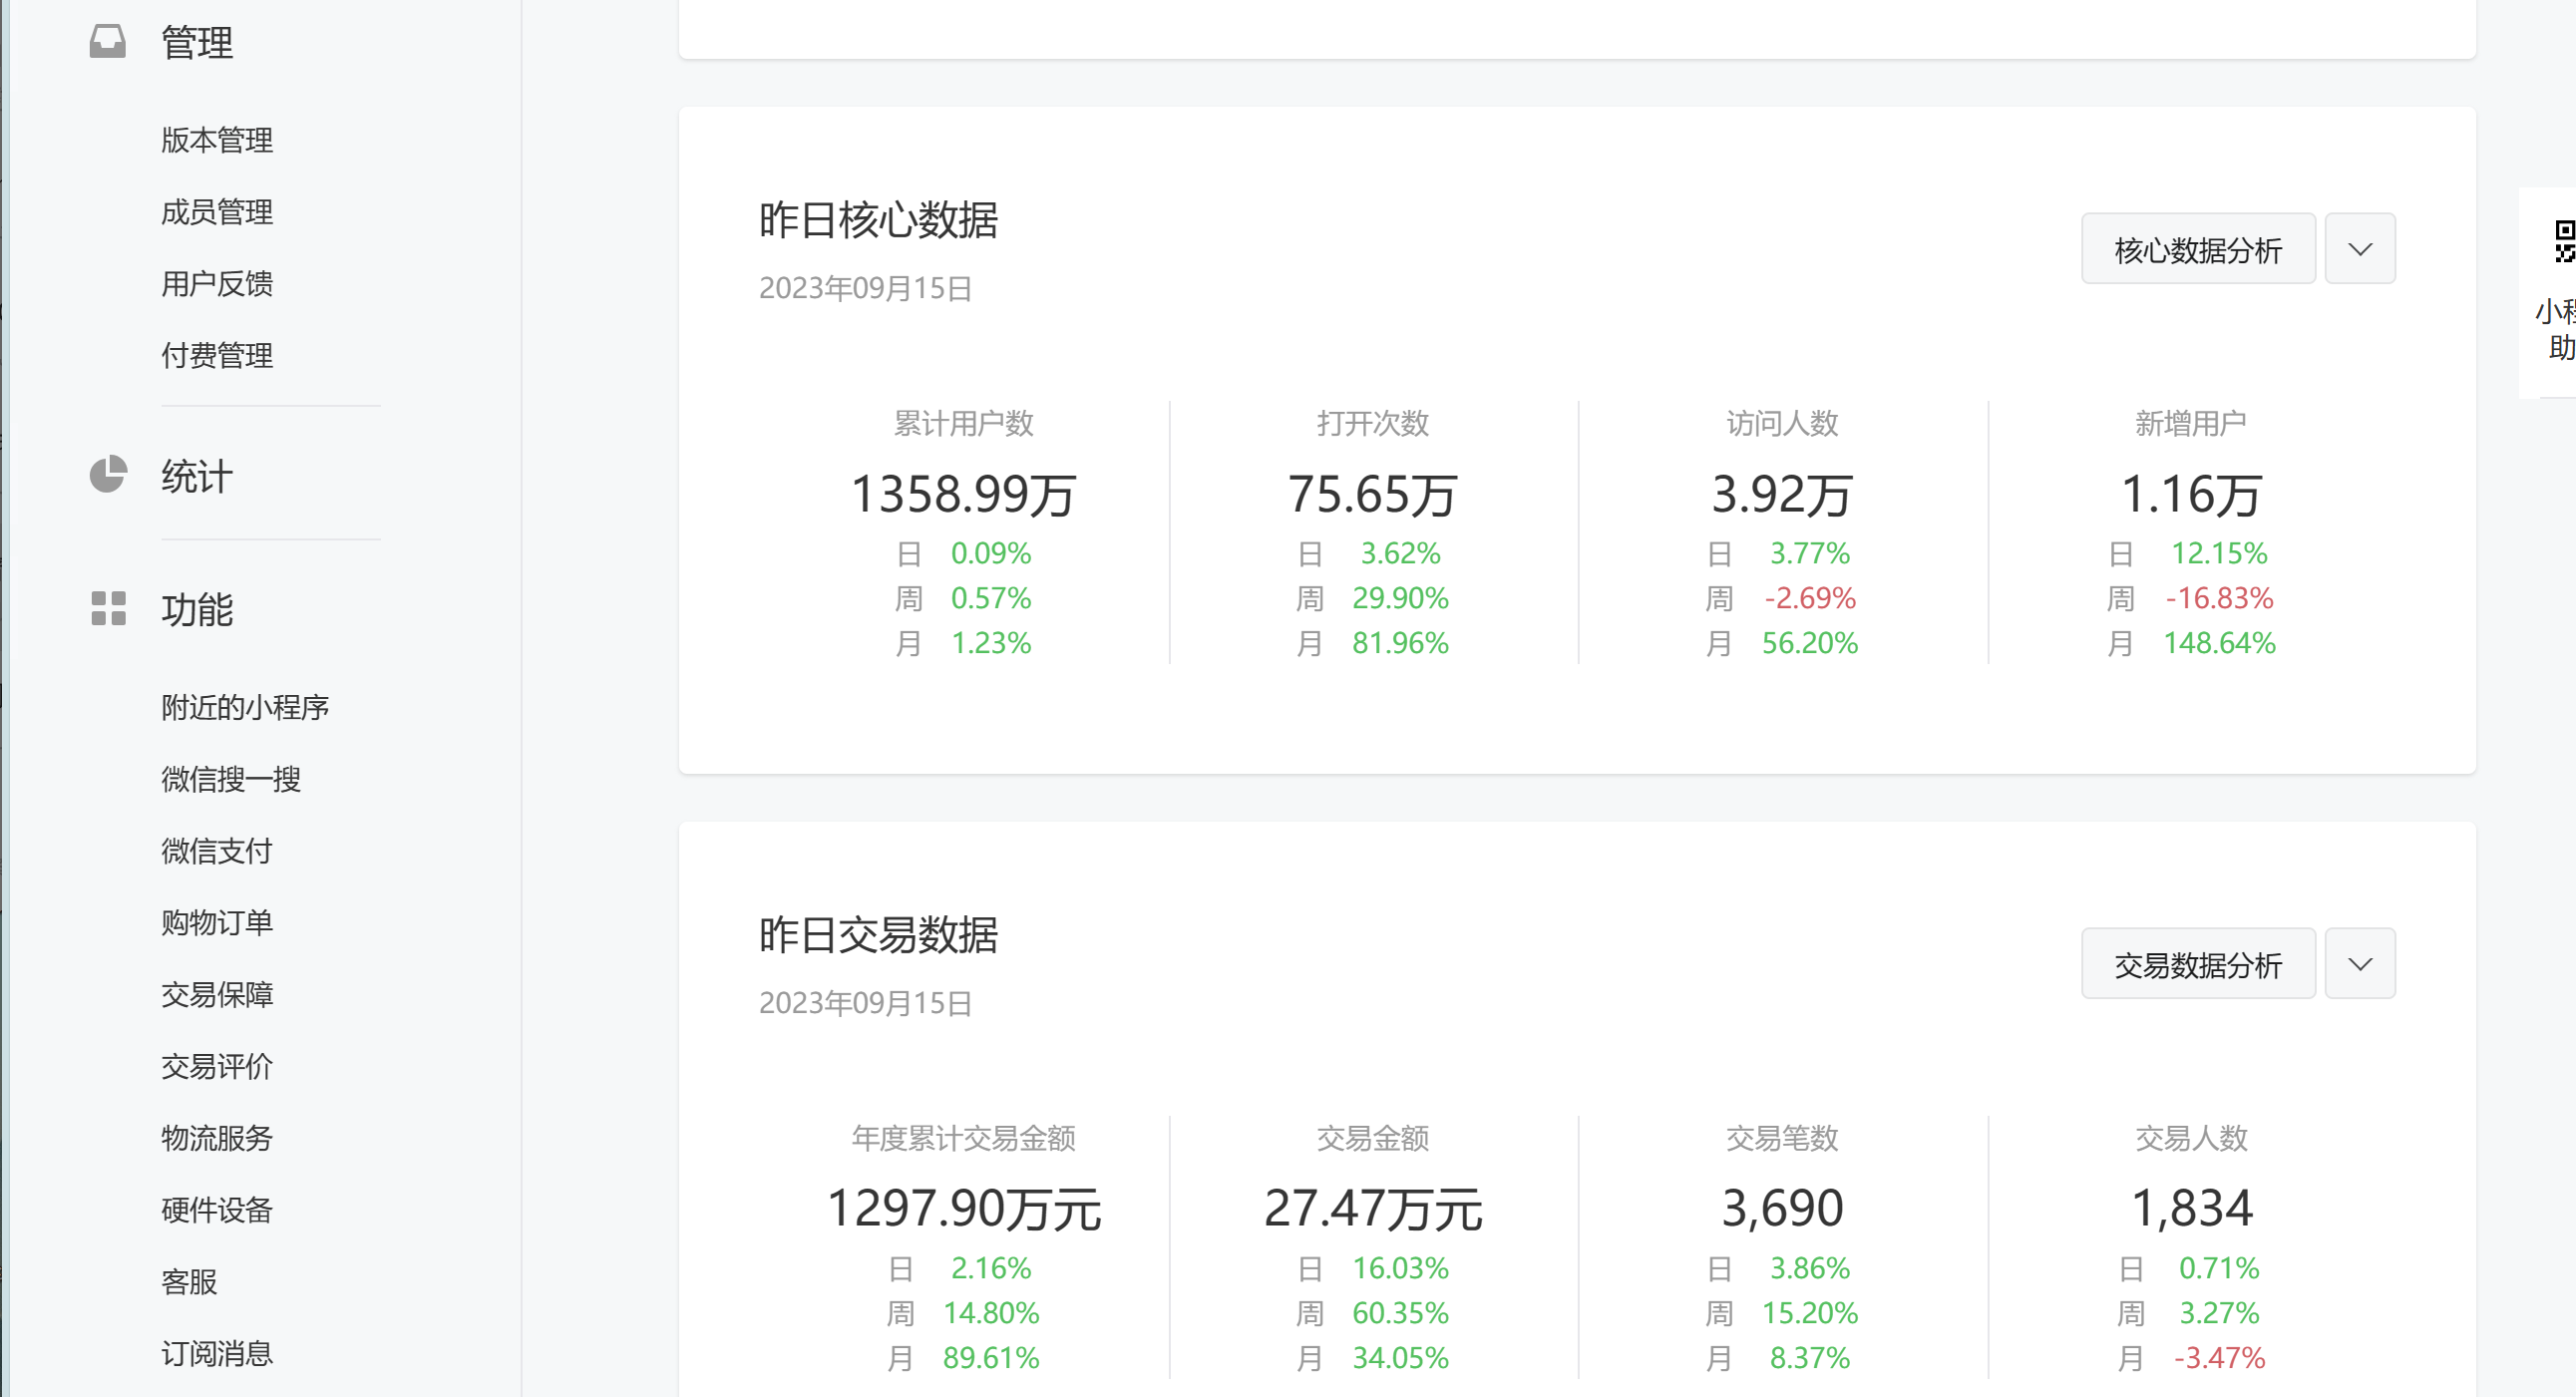 管理
版本管理
成员管理
用户反馈
付费管理
统计
功能
附近的小程序
微信搜一搜
微信支付
购物订单
交易保障
交易评价
物流服务
硬件设备
客服
订阅消息
昨日核心数据
2023年09月15日
核心数据分析
累计用户数 打开次数 访问人数 新增用户
1358.99万 75.65万 3.92万 1.16万
日 0.09% 日 3.62% 日 3.77% 日 12.15%
周 0.57% 周 29.90% 周 -2.69% 周 -16.83%
月 1.23% 月 81.96% 月 56.20% 月 148.64%
昨日交易数据
2023年09月15日
交易数据分析
年度累计交易金额 交易金额 交易笔数 交易人数
1297.90万元 27.47万元 3,690 1,834
日 2.16% 日 16.03% 日 3.86% 日 0.71%
周 14.80% 周 60.35% 周 15.20% 周 3.27%
月 89.61% 月 34.05% 月 8.37% 月 -3.47%
小程
助